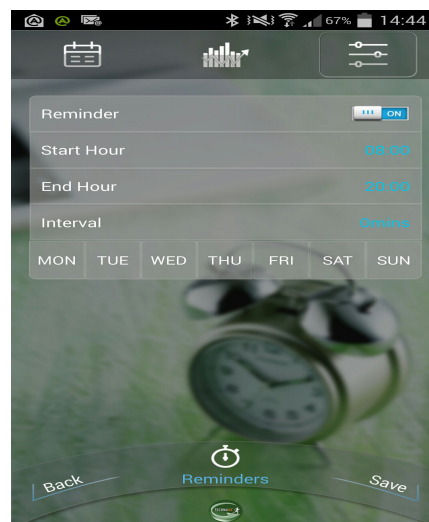 67% 14:44
Reminder ON
Start Hour 08:00
End Hour 20:00
Interval 0mins
MON TUE WED THU FRI SAT SUN
Back Reminders Save